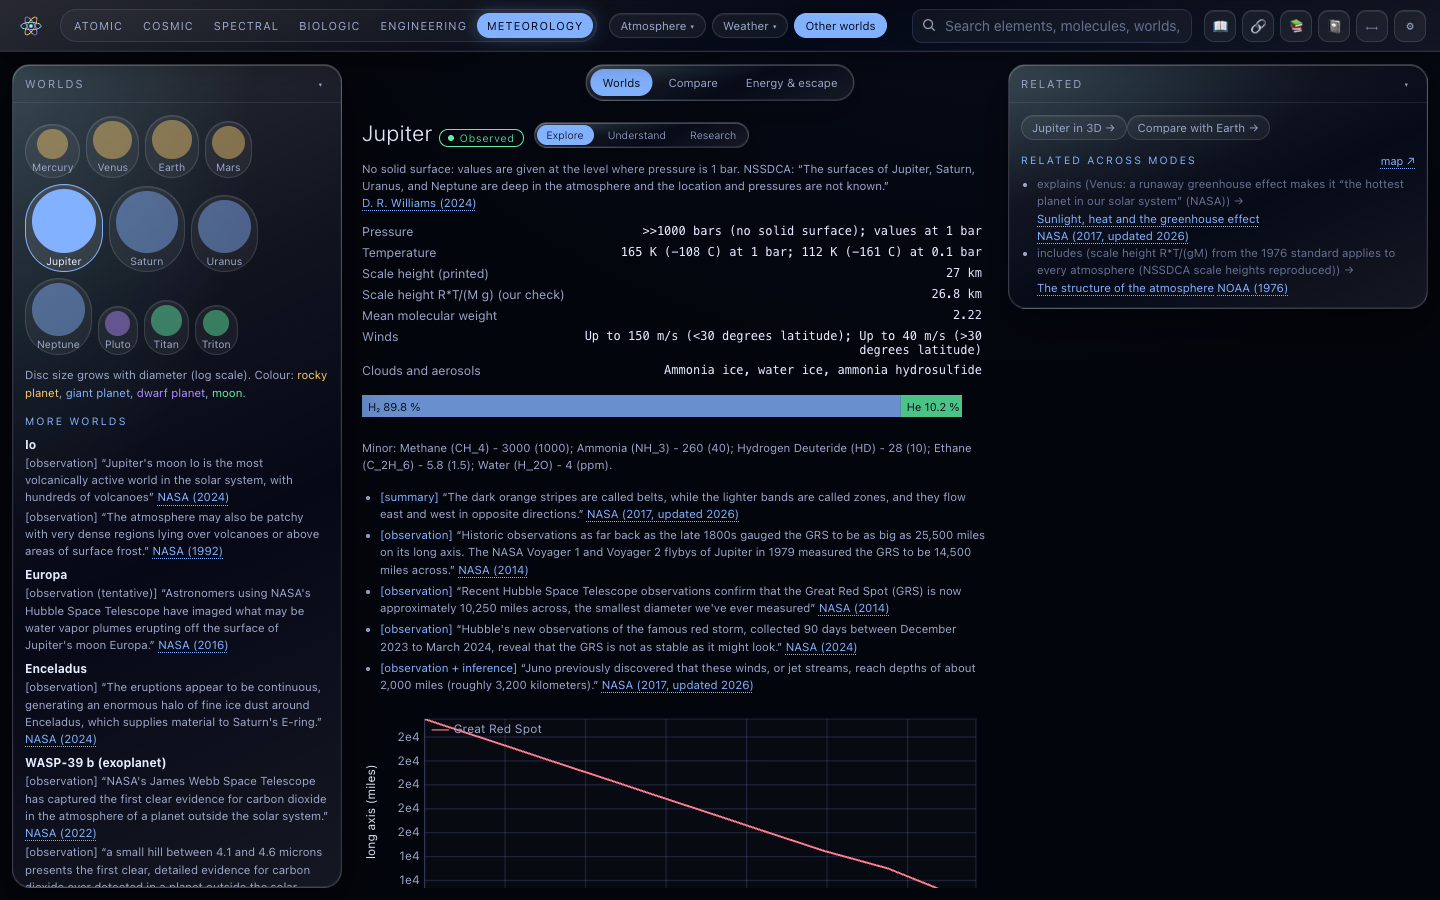 ATOMIC COSMIC SPECTRAL BIOLOGIC ENGINEERING METEOROLOGY Atmosphere ▾ Weather ▾ Other worlds Search elements, molecules, worlds,
WORLDS
Mercury Venus Earth Mars
Jupiter Saturn Uranus
Neptune Pluto Titan Triton
Disc size grows with diameter (log scale). Colour: rocky
planet, giant planet, dwarf planet, moon.
MORE WORLDS
Io
[observation] “Jupiter's moon Io is the most
volcanically active world in the solar system, with
hundreds of volcanoes” NASA (2024)
[observation] “The atmosphere may also be patchy
with very dense regions lying over volcanoes or above
areas of surface frost.” NASA (1992)
Europa
[observation (tentative)] “Astronomers using NASA's
Hubble Space Telescope have imaged what may be
water vapor plumes erupting off the surface of
Jupiter's moon Europa.” NASA (2016)
Enceladus
[observation] “The eruptions appear to be continuous,
generating an enormous halo of fine ice dust around
Enceladus, which supplies material to Saturn's E-ring.”
NASA (2024)
WASP-39 b (exoplanet)
[observation] “NASA's James Webb Space Telescope
has captured the first clear evidence for carbon dioxide
in the atmosphere of a planet outside the solar system.”
NASA (2022)
[observation] “a small hill between 4.1 and 4.6 microns
presents the first clear, detailed evidence for carbon
dioxide ever detected in a planet outside the solar
Worlds Compare Energy & escape
Jupiter Observed Explore Understand Research
No solid surface: values are given at the level where pressure is 1 bar. NSSDCA: “The surfaces of Jupiter, Saturn,
Uranus, and Neptune are deep in the atmosphere and the location and pressures are not known.”
D. R. Williams (2024)
Pressure >>1000 bars (no solid surface); values at 1 bar
Temperature 165 K (−108 C) at 1 bar; 112 K (−161 C) at 0.1 bar
Scale height (printed) 27 km
Scale height R*T/(M g) (our check) 26.8 km
Mean molecular weight 2.22
Winds Up to 150 m/s (<30 degrees latitude); Up to 40 m/s (>30
degrees latitude)
Clouds and aerosols Ammonia ice, water ice, ammonia hydrosulfide
H₂ 89.8 % He 10.2 %
Minor: Methane (CH_4) - 3000 (1000); Ammonia (NH_3) - 260 (40); Hydrogen Deuteride (HD) - 28 (10); Ethane
(C_2H_6) - 5.8 (1.5); Water (H_2O) - 4 (ppm).
[summary] “The dark orange stripes are called belts, while the lighter bands are called zones, and they flow
east and west in opposite directions.” NASA (2017, updated 2026)
[observation] “Historic observations as far back as the late 1800s gauged the GRS to be as big as 25,500 miles
on its long axis. The NASA Voyager 1 and Voyager 2 flybys of Jupiter in 1979 measured the GRS to be 14,500
miles across.” NASA (2014)
[observation] “Recent Hubble Space Telescope observations confirm that the Great Red Spot (GRS) is now
approximately 10,250 miles across, the smallest diameter we've ever measured” NASA (2014)
[observation] “Hubble's new observations of the famous red storm, collected 90 days between December
2023 to March 2024, reveal that the GRS is not as stable as it might look.” NASA (2024)
[observation + inference] “Juno previously discovered that these winds, or jet streams, reach depths of about
2,000 miles (roughly 3,200 kilometers).” NASA (2017, updated 2026)
Great Red Spot
long axis (miles)
2e4
2e4
2e4
2e4
2e4
1e4
1e4
RELATED
Jupiter in 3D → Compare with Earth →
RELATED ACROSS MODES map ↗
explains (Venus: a runaway greenhouse effect makes it “the hottest
planet in our solar system” (NASA)) →
Sunlight, heat and the greenhouse effect
NASA (2017, updated 2026)
includes (scale height R*T/(gM) from the 1976 standard applies to
every atmosphere (NSSDCA scale heights reproduced)) →
The structure of the atmosphere NOAA (1976)